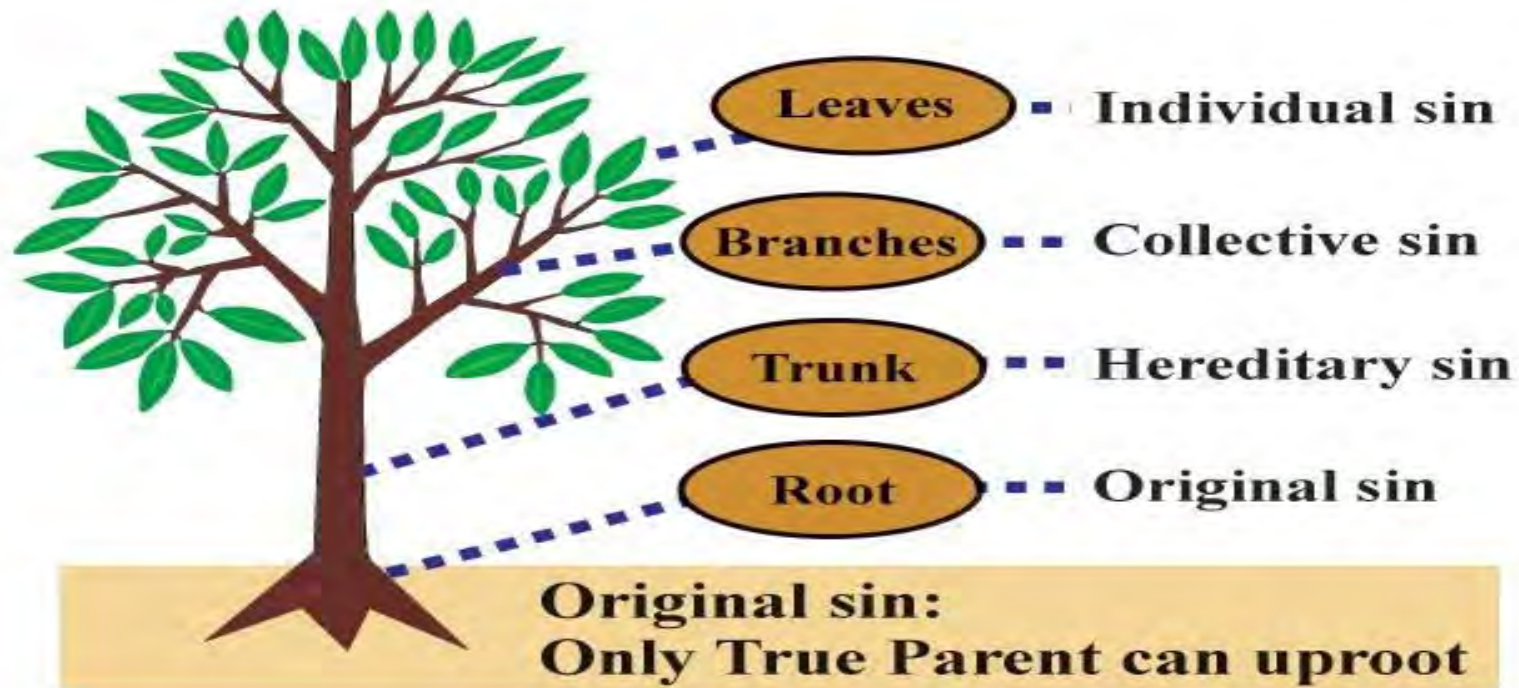 Leaves Individual sin
Branches Collective sin
Trunk Hereditary sin
Root Original sin
Original sin:
Only True Parent can uproot